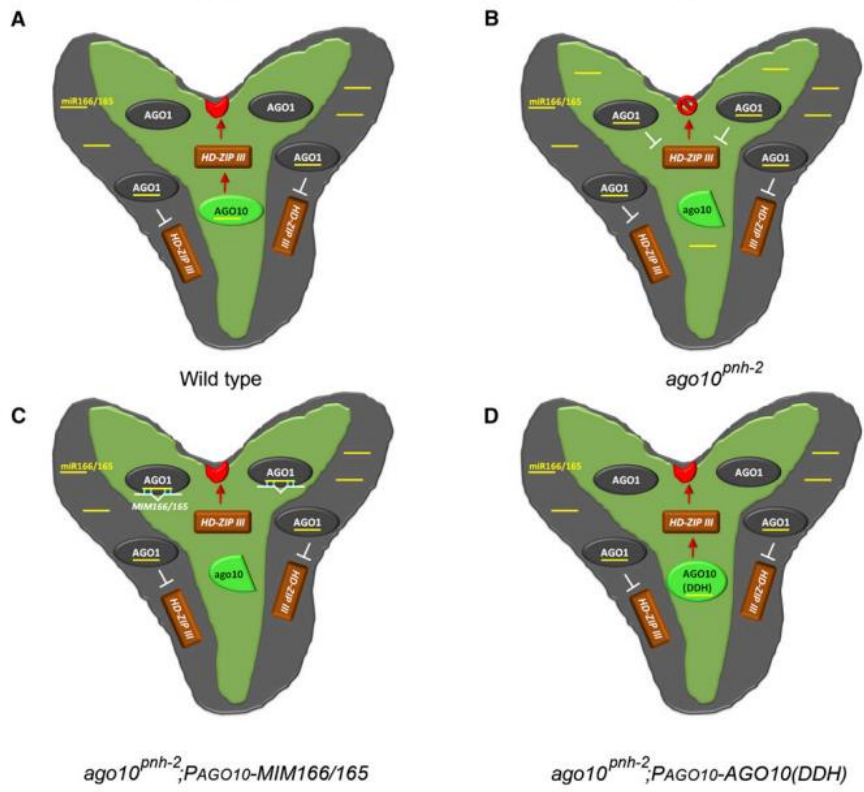 A
miR166/165
AGO1
AGO1
HD-ZIP III
AGO1
AGO1
AGO10
HD-ZIP III
HD-ZIP III
Wild type
B
miR166/165
AGO1
AGO1
HD-ZIP III
AGO1
AGO1
ago10
HD-ZIP III
HD-ZIP III
ago10pnh-2
C
miR166/165
AGO1
AGO1
MIM166/165
HD-ZIP III
AGO1
AGO1
ago10
HD-ZIP III
HD-ZIP III
ago10pnh-2;PAGO10-MIM166/165
D
miR166/165
AGO1
AGO1
HD-ZIP III
AGO1
AGO1
AGO10
(DDH)
HD-ZIP III
HD-ZIP III
ago10pnh-2;PAGO10-AGO10(DDH)